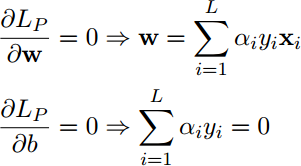 ∂L_P/∂𝐰 = 0 ⇒ 𝐰 = ∑_{i=1}^{L} α_i y_i 𝐱_i
∂L_P/∂b = 0 ⇒ ∑_{i=1}^{L} α_i y_i = 0